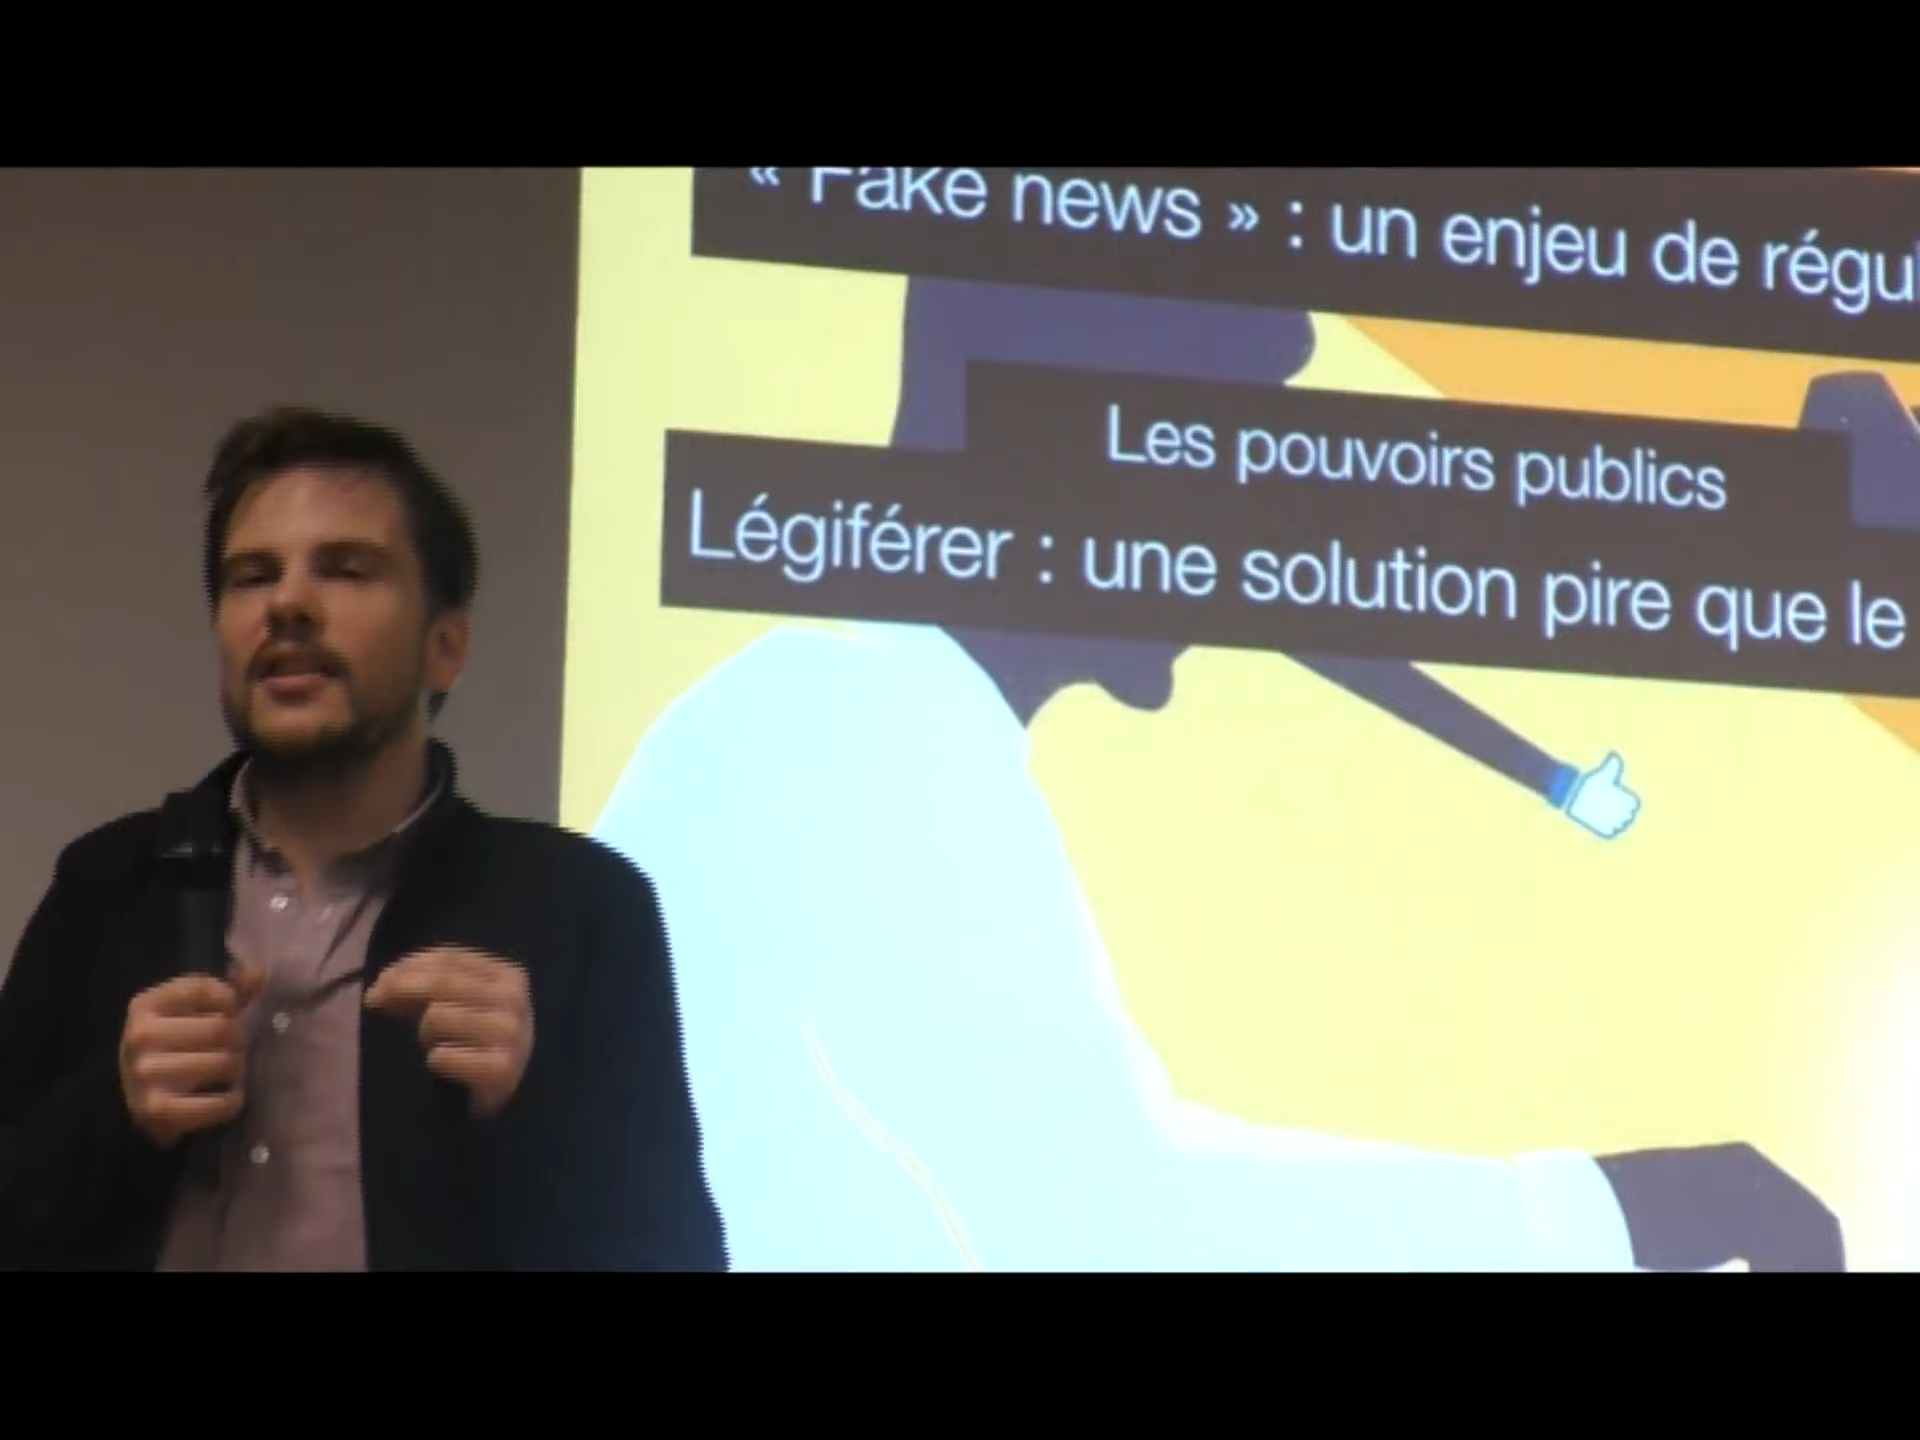 « Fake news » : un enjeu de régul
Les pouvoirs publics
Légiférer : une solution pire que le